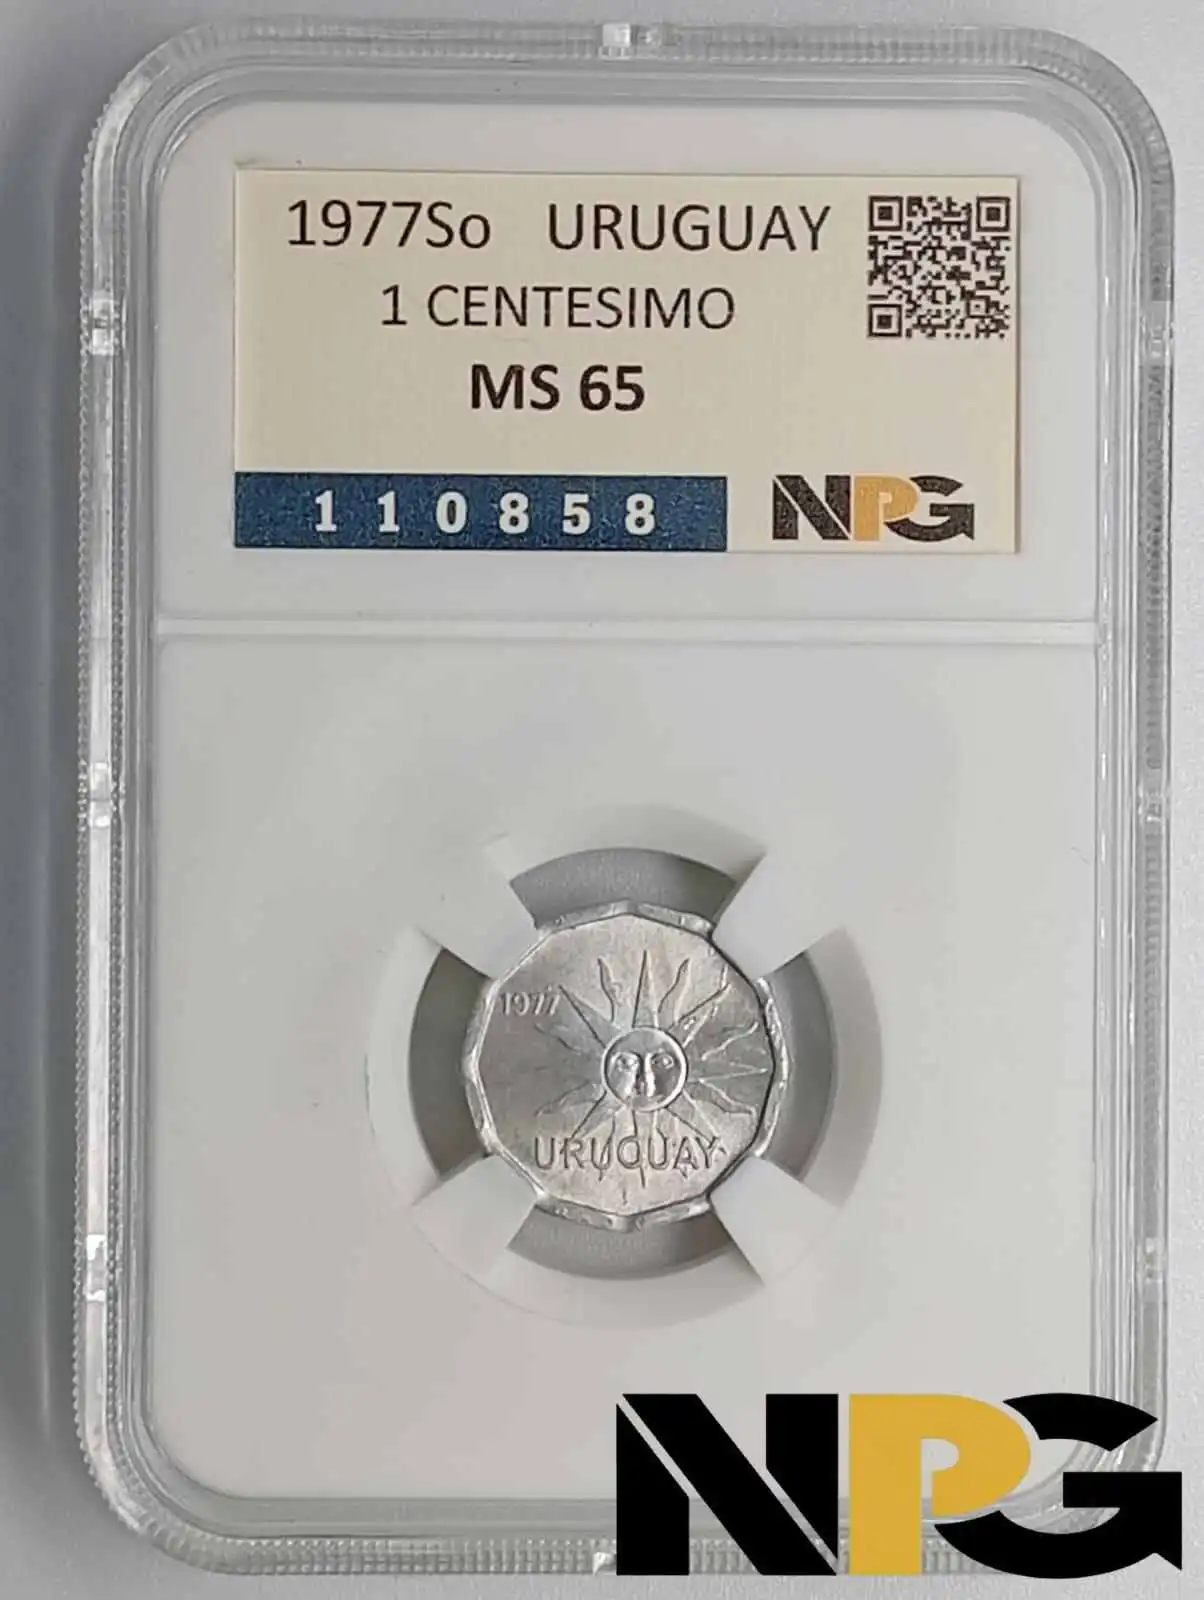 1977So URUGUAY
1 CENTESIMO
MS 65
110858
NPG
1977
URUGUAY
NPG